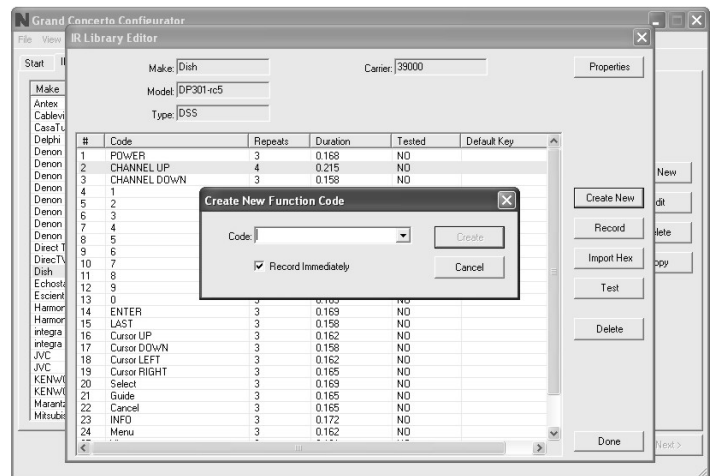 Grand Concerto Configurator
File View
IR Library Editor
Start
Make: Dish
Carrier: 39000
Properties
Model: DP301-rc5
Type: DSS
Make
Antex
Cablevi
CasaTu
Delphi
Denon
Denon
Denon
Denon
Denon
Denon
Denon
Denon
Direct T
DirecTV
Dish
Echosta
Escient
Harmor
Harmor
integra
integra
JVC
JVC
KENWO
KENWO
Marantz
Mitsubis
# Code Repeats Duration Tested Default Key
1 POWER 3 0.168 NO
2 CHANNEL UP 4 0.215 NO
3 CHANNEL DOWN 3 0.158 NO
4 1
5 2
6 3
7 4
8 5
9 6
10 7
11 8
12 9
13 0 3 0.165 NO
14 ENTER 3 0.169 NO
15 LAST 3 0.158 NO
16 Cursor UP 3 0.162 NO
17 Cursor DOWN 3 0.158 NO
18 Cursor LEFT 3 0.162 NO
19 Cursor RIGHT 3 0.165 NO
20 Select 3 0.169 NO
21 Guide 3 0.165 NO
22 Cancel 3 0.165 NO
23 INFO 3 0.172 NO
24 Menu 3 0.162 NO
Create New Function Code
Code:
Create
Record Immediately
Cancel
Create New
Record
Import Hex
Test
Delete
Done
New
dit
elete
opy
Next >